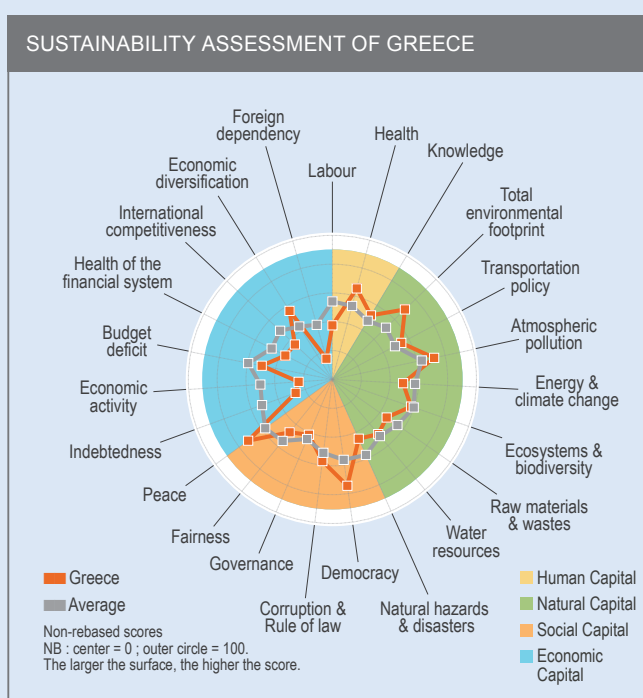 SUSTAINABILITY ASSESSMENT OF GREECE
Foreign
dependency
Health
Knowledge
Economic
diversification
Labour
Total
environmental
footprint
International
competitiveness
Transportation
policy
Health of the
financial system
Atmospheric
pollution
Budget
deficit
Energy &
climate change
Economic
activity
Ecosystems &
biodiversity
Indebtedness
Raw materials
& wastes
Peace
Water
resources
Fairness
Governance
Democracy
Corruption &
Rule of law
Natural hazards
& disasters
Greece
Average
Non-rebased scores
NB : center = 0 ; outer circle = 100.
The larger the surface, the higher the score.
Human Capital
Natural Capital
Social Capital
Economic
Capital